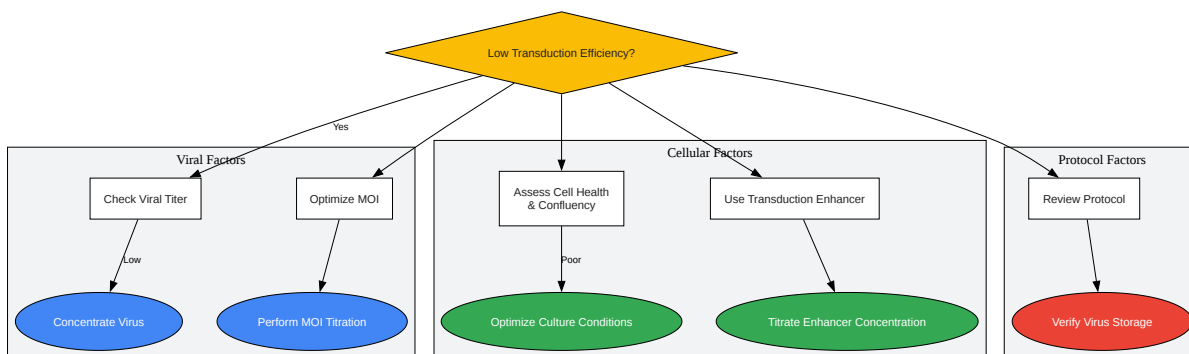 Low Transduction Efficiency?
Yes
Viral Factors
Cellular Factors
Protocol Factors
Check Viral Titer
Optimize MOI
Assess Cell Health
& Confluency
Use Transduction Enhancer
Review Protocol
Low
Poor
Concentrate Virus
Perform MOI Titration
Optimize Culture Conditions
Titrate Enhancer Concentration
Verify Virus Storage